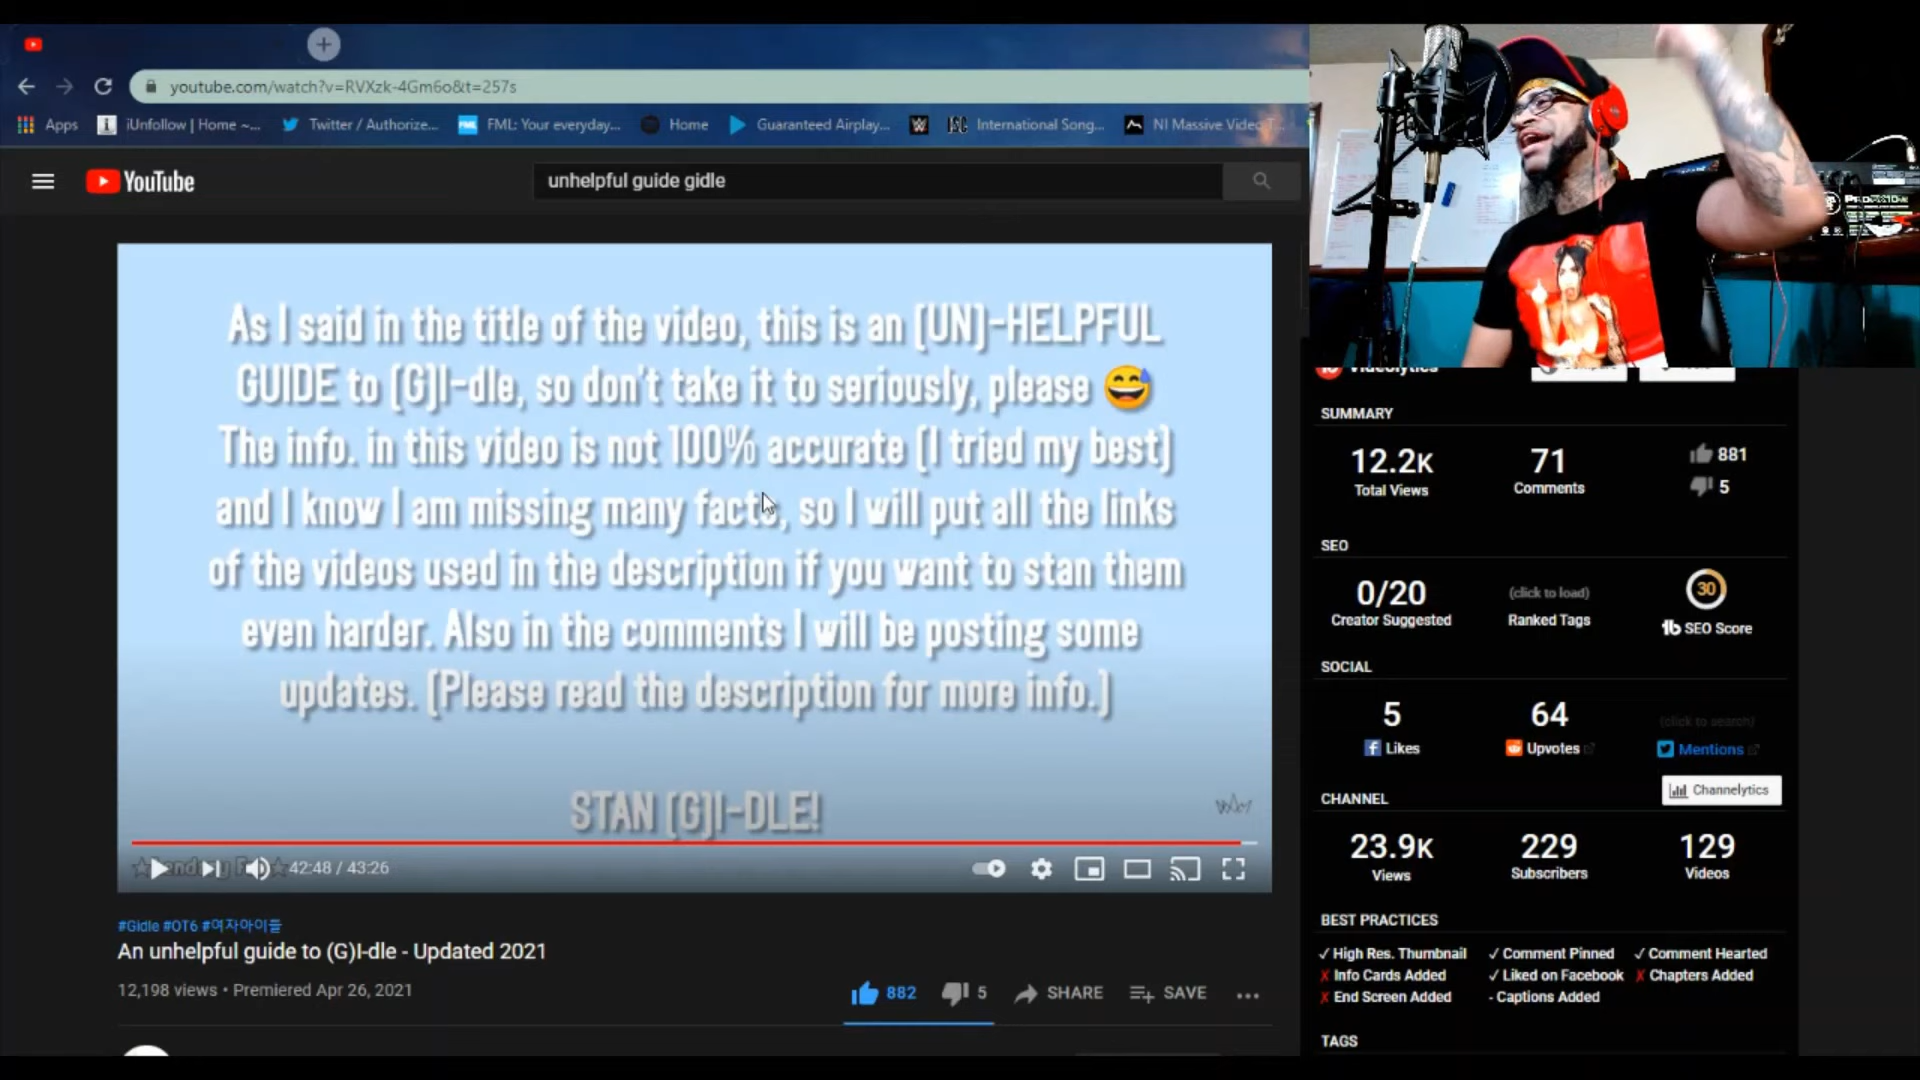 youtube.com/watch?v=RVXzk-4Gm6o&t=257s
Apps iUnfollow | Home ~... Twitter / Authorize... FML FML: Your everyday... Home Guaranteed Airplay... W ISC International Song... NI Massive Video T...
YouTube
unhelpful guide gidle
As I said in the title of the video, this is an (UN)-HELPFUL
GUIDE to (G)I-dle, so don't take it to seriously, please 😅
The info. in this video is not 100% accurate (I tried my best)
and I know I am missing many facts, so I will put all the links
of the videos used in the description if you want to stan them
even harder. Also in the comments I will be posting some
updates. (Please read the description for more info.)
STAN (G)I-DLE!
42:48 / 43:26
#Gidle #OT6 #여자아이들
An unhelpful guide to (G)I-dle - Updated 2021
12,198 views • Premiered Apr 26, 2021
882 5 SHARE SAVE
Videolytics
SUMMARY
12.2K 71 881
Total Views Comments 5
SEO
0/20 (click to load) 30
Creator Suggested Ranked Tags SEO Score
SOCIAL
5 64 (click to search)
Likes Upvotes Mentions
CHANNEL Channelytics
23.9K 229 129
Views Subscribers Videos
BEST PRACTICES
✓ High Res. Thumbnail ✓ Comment Pinned ✓ Comment Hearted
✗ Info Cards Added ✓ Liked on Facebook ✗ Chapters Added
✗ End Screen Added - Captions Added
TAGS